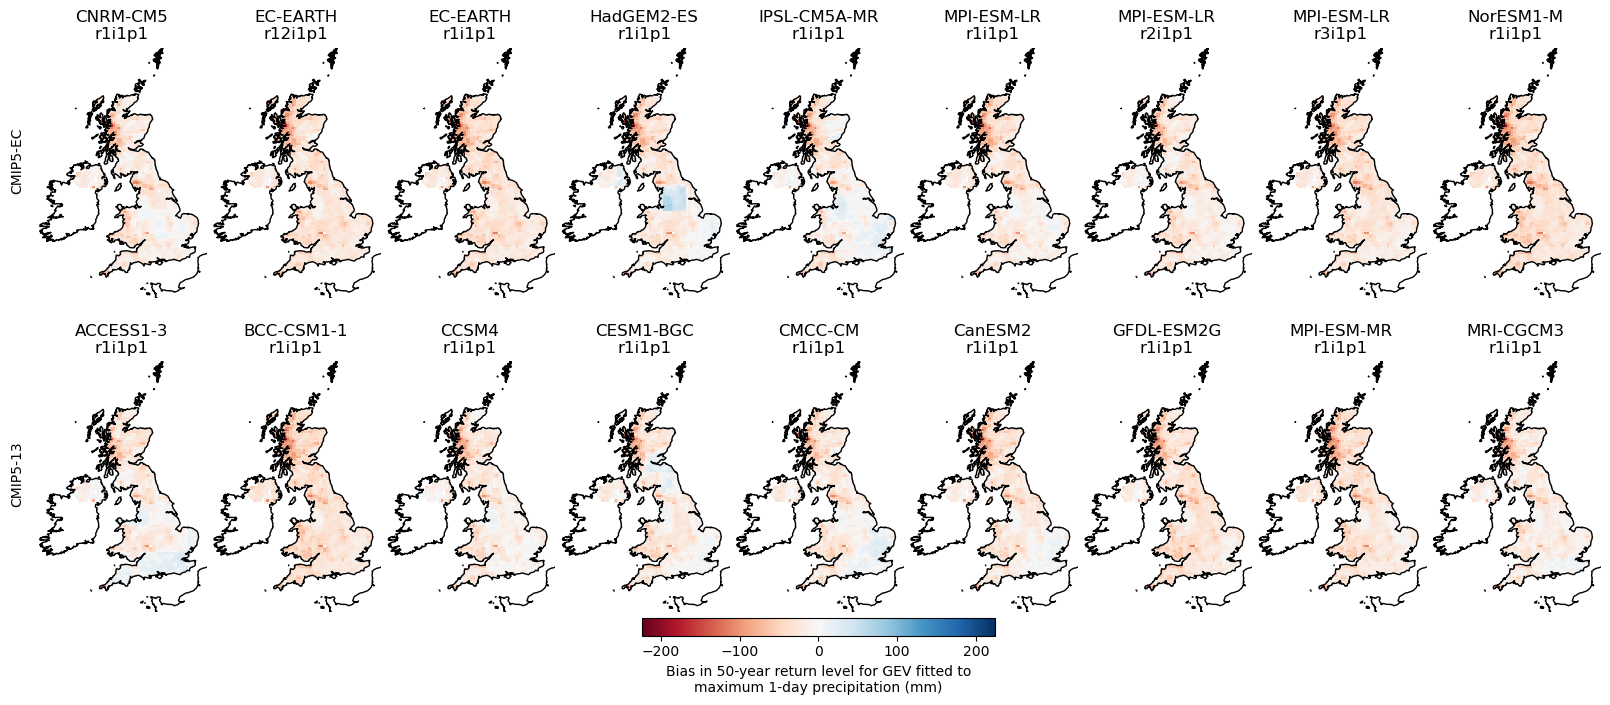 CNRM-CM5
r1i1p1
EC-EARTH
r12i1p1
EC-EARTH
r1i1p1
HadGEM2-ES
r1i1p1
IPSL-CM5A-MR
r1i1p1
MPI-ESM-LR
r1i1p1
MPI-ESM-LR
r2i1p1
MPI-ESM-LR
r3i1p1
NorESM1-M
r1i1p1
CMIP5-EC
ACCESS1-3
r1i1p1
BCC-CSM1-1
r1i1p1
CCSM4
r1i1p1
CESM1-BGC
r1i1p1
CMCC-CM
r1i1p1
CanESM2
r1i1p1
GFDL-ESM2G
r1i1p1
MPI-ESM-MR
r1i1p1
MRI-CGCM3
r1i1p1
CMIP5-13
−200 −100 0 100 200
Bias in 50-year return level for GEV fitted to
maximum 1-day precipitation (mm)